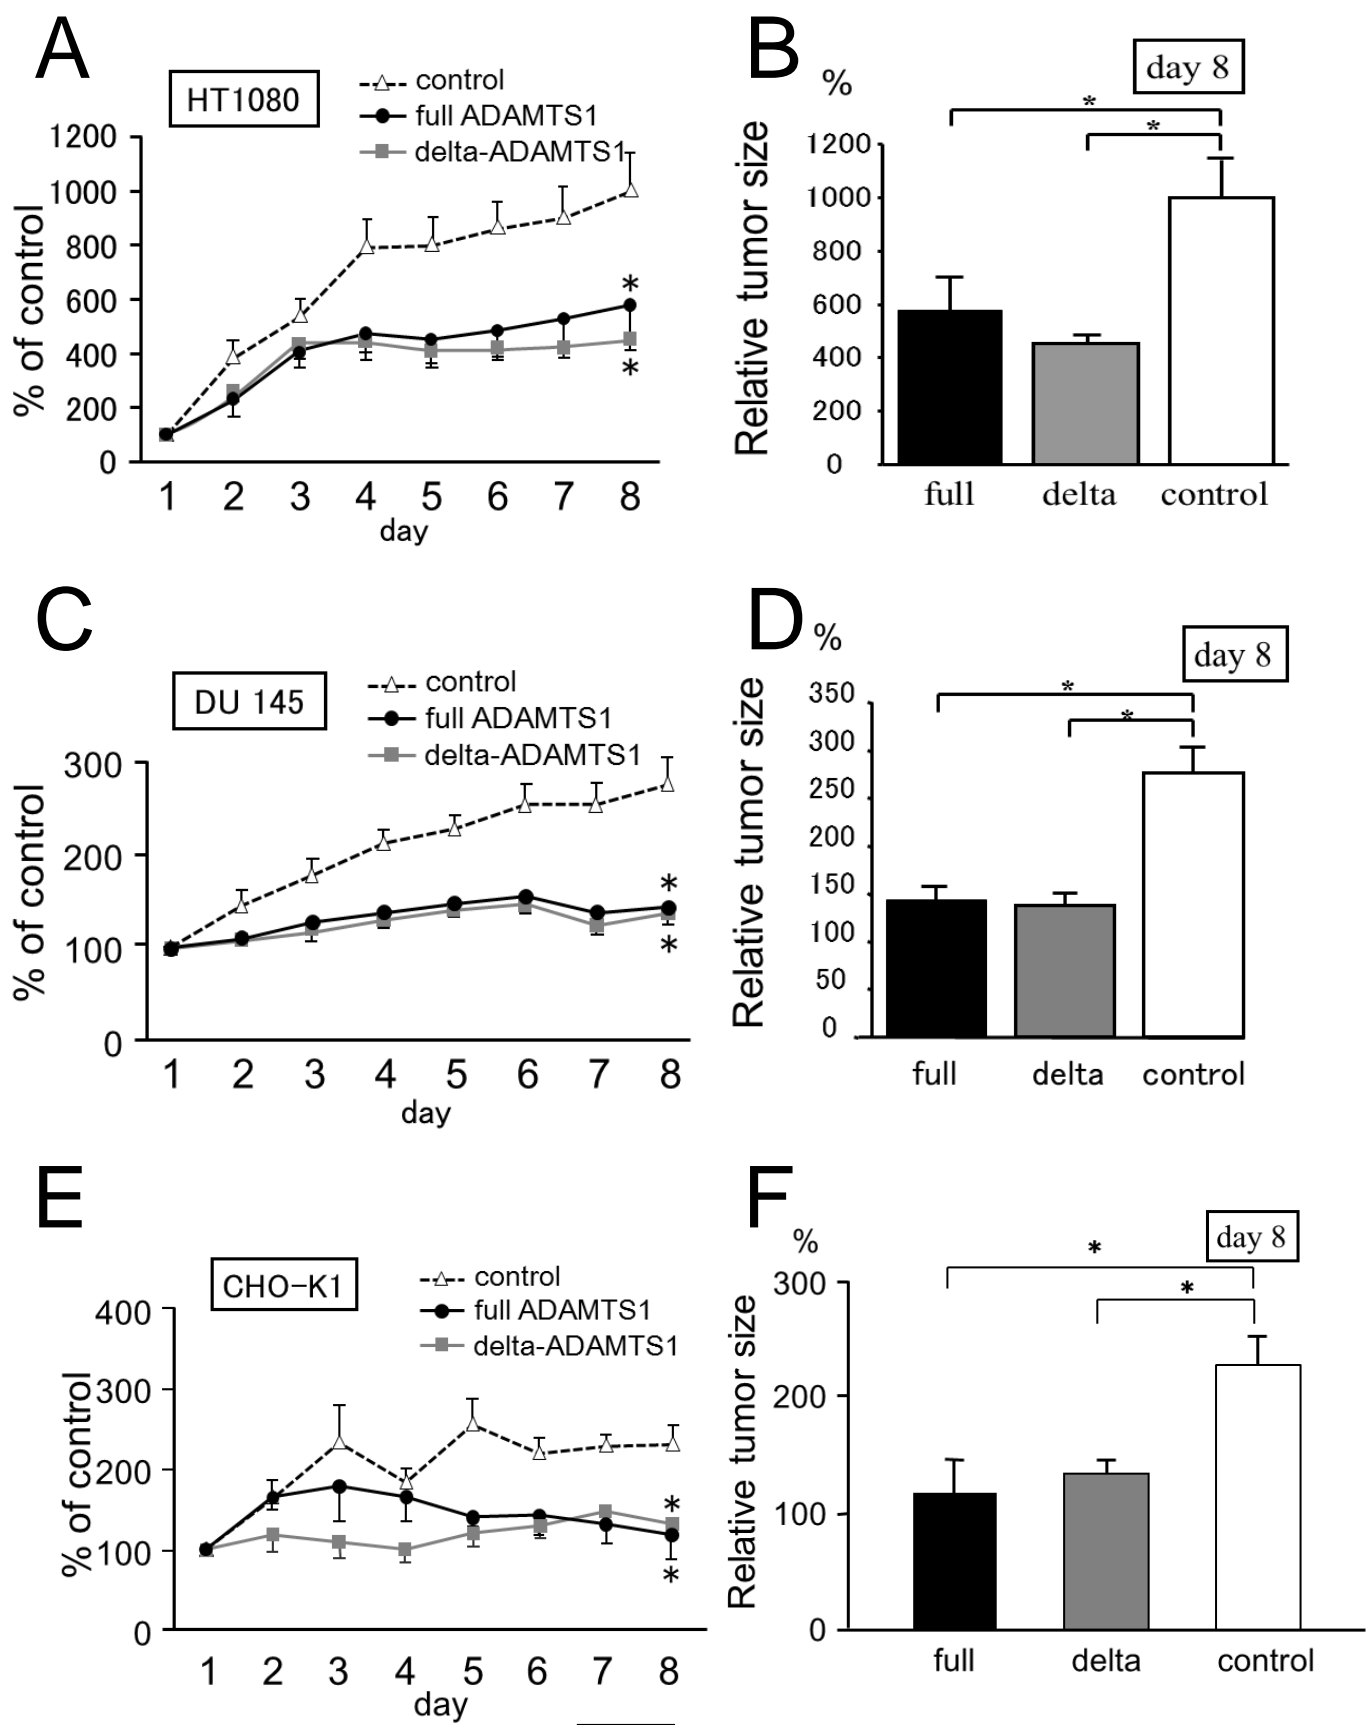 A
HT1080
control
full ADAMTS1
delta-ADAMTS1
% of control
1200
1000
800
600
400
200
0
*
*
1 2 3 4 5 6 7 8
day
B
%
day 8
*
*
Relative tumor size
1200
1000
800
600
400
200
0
full delta control
C
DU 145
control
full ADAMTS1
delta-ADAMTS1
% of control
300
200
100
0
*
*
1 2 3 4 5 6 7 8
day
D
%
day 8
*
*
Relative tumor size
350
300
250
200
150
100
50
0
full delta control
E
CHO-K1
control
full ADAMTS1
delta-ADAMTS1
% of control
400
300
200
100
0
*
*
1 2 3 4 5 6 7 8
day
F
%
day 8
*
*
Relative tumor size
300
200
100
0
full delta control